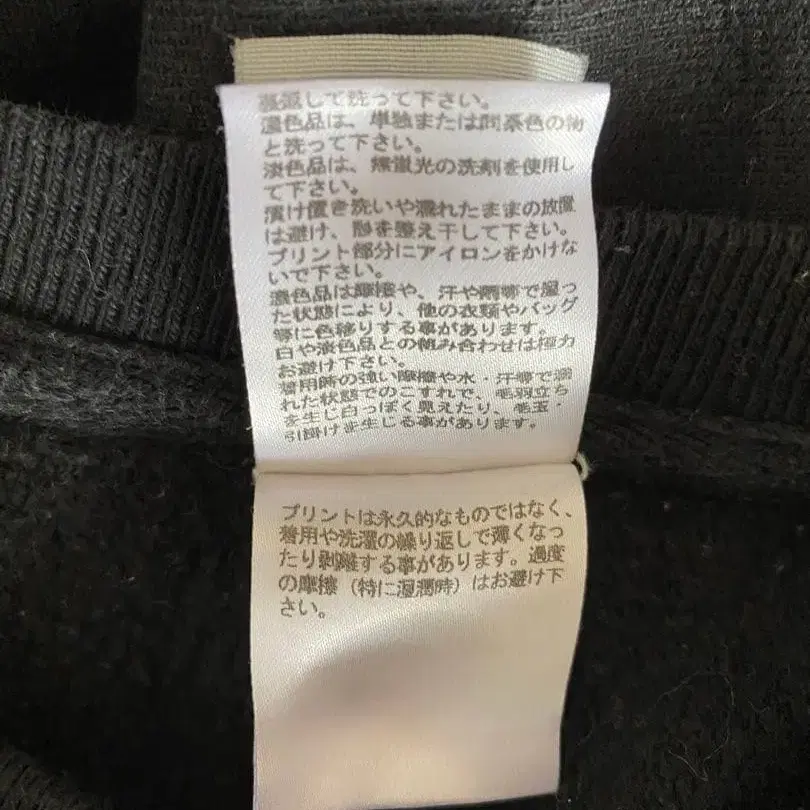 裏返して洗って下さい。
濃色品は、単独または同系色の物
と洗って下さい。
淡色品は、無蛍光の洗剤を使用し
て下さい。
漬け置き洗いや濡れたままの放置
は避け、形を整え干して下さい。
プリント部分にアイロンをかけな
いで下さい。
濃色品は摩擦や、汗や雨等で湿っ
た状態により、他の衣類やバッグ
等に色移りする事があります。
白や淡色品との組み合わせは極力
お避け下さい。
着用時の強い摩擦や水・汗等で濡
れた状態でのこすれで、毛羽立ち
を生じ白っぽく見えたり、毛玉・
引掛けま生じる事があります。
プリントは永久的なものではなく、
着用や洗濯の繰り返しで薄くなっ
たり剥離する事があります。過度
の摩擦（特に湿潤時）はお避け下
さい。